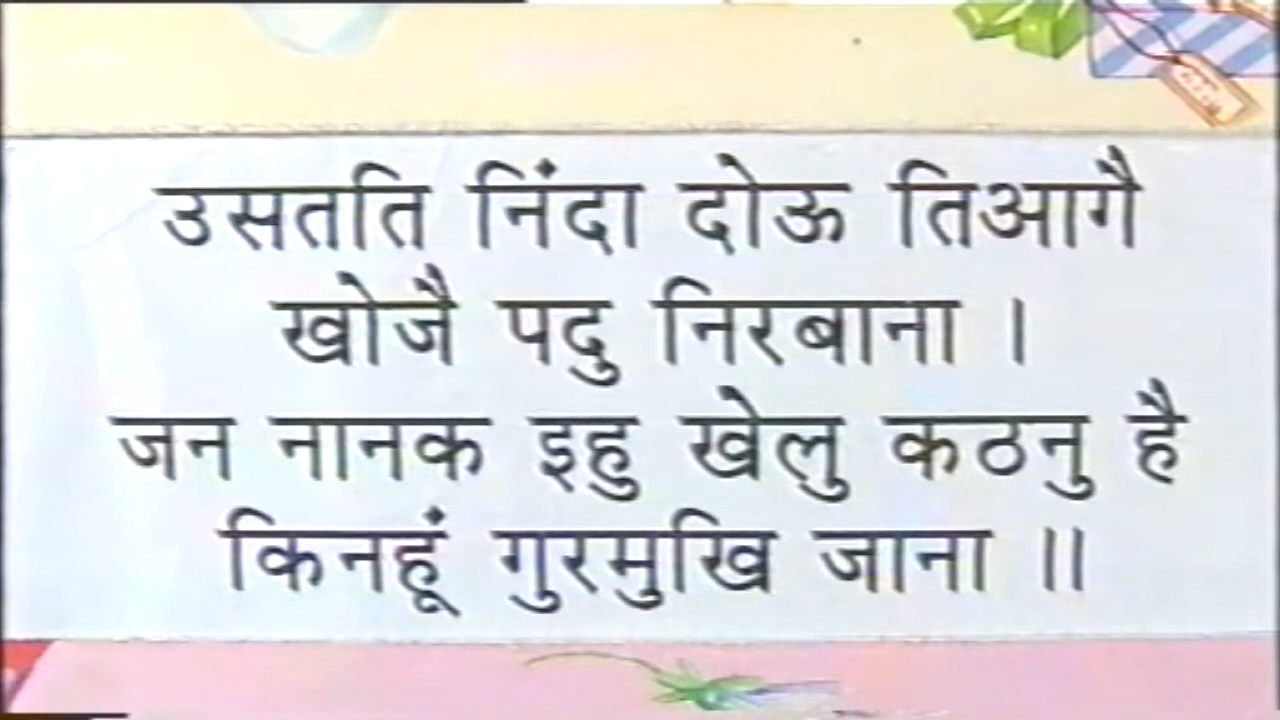 उसतति निंदा दोऊ तिआगै
खोजै पदु निरबाना ।
जन नानक इहु खेलु कठनु है
किनहूं गुरमुखि जाना ॥